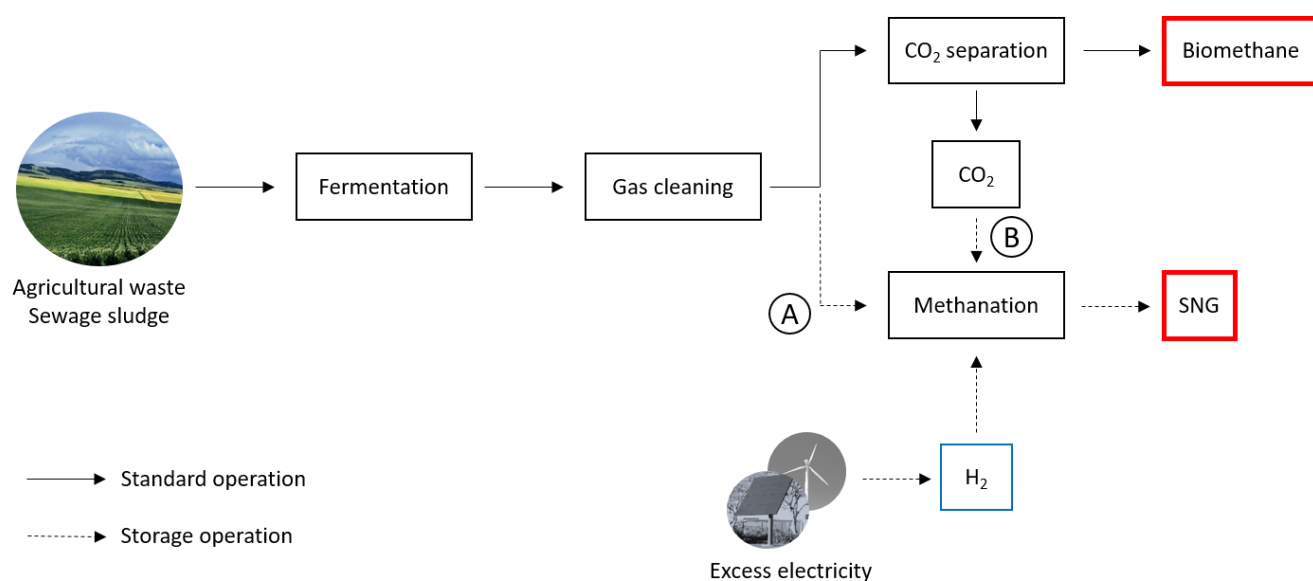 CO₂ separation
Biomethane
Fermentation
Gas cleaning
CO₂
B
Agricultural waste
Sewage sludge
A
Methanation
SNG
H₂
Standard operation
Storage operation
Excess electricity